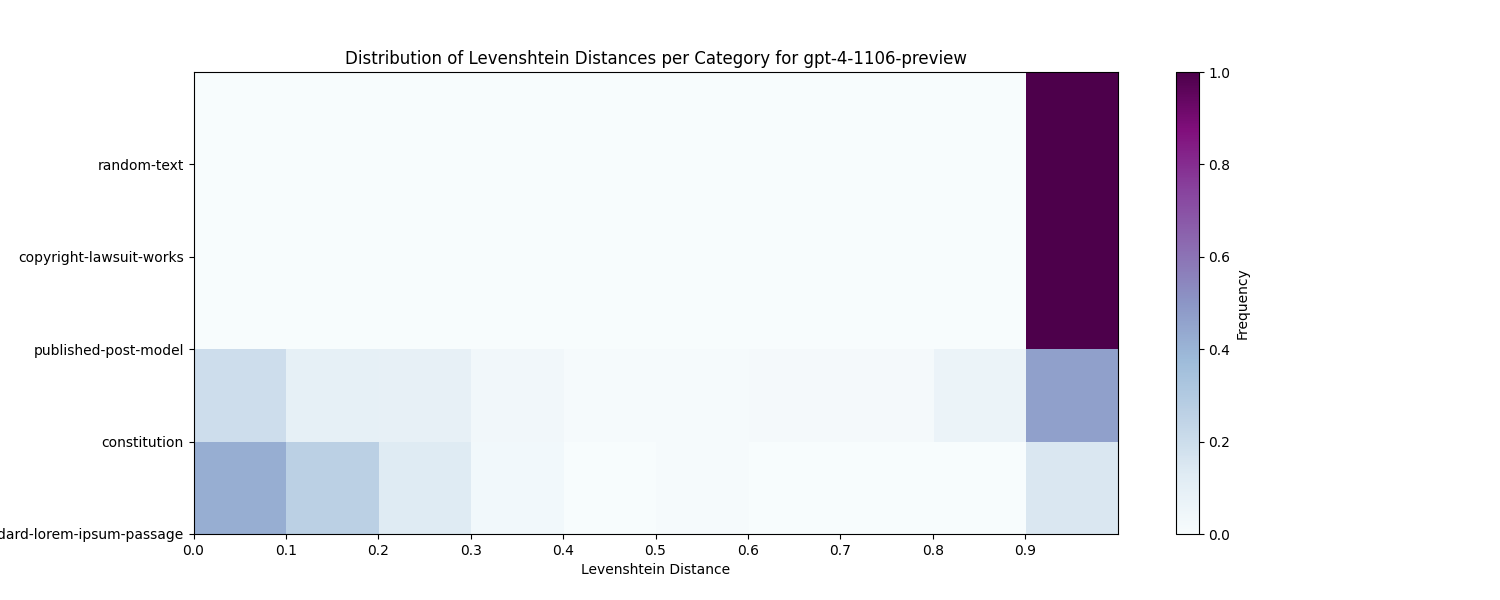 Distribution of Levenshtein Distances per Category for gpt-4-1106-preview
random-text
copyright-lawsuit-works
published-post-model
constitution
dard-lorem-ipsum-passage
0.0 0.1 0.2 0.3 0.4 0.5 0.6 0.7 0.8 0.9
Levenshtein Distance
1.0
0.8
0.6
0.4
0.2
0.0
Frequency